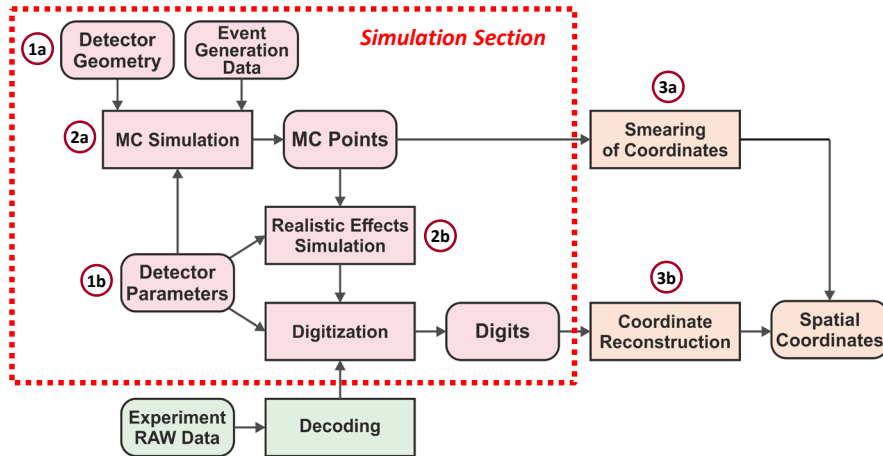 Simulation Section
1a
Detector
Geometry
Event
Generation
Data
3a
2a
MC Simulation
MC Points
Smearing
of Coordinates
Realistic Effects
Simulation
2b
1b
Detector
Parameters
3b
Digitization
Digits
Coordinate
Reconstruction
Spatial
Coordinates
Experiment
RAW Data
Decoding